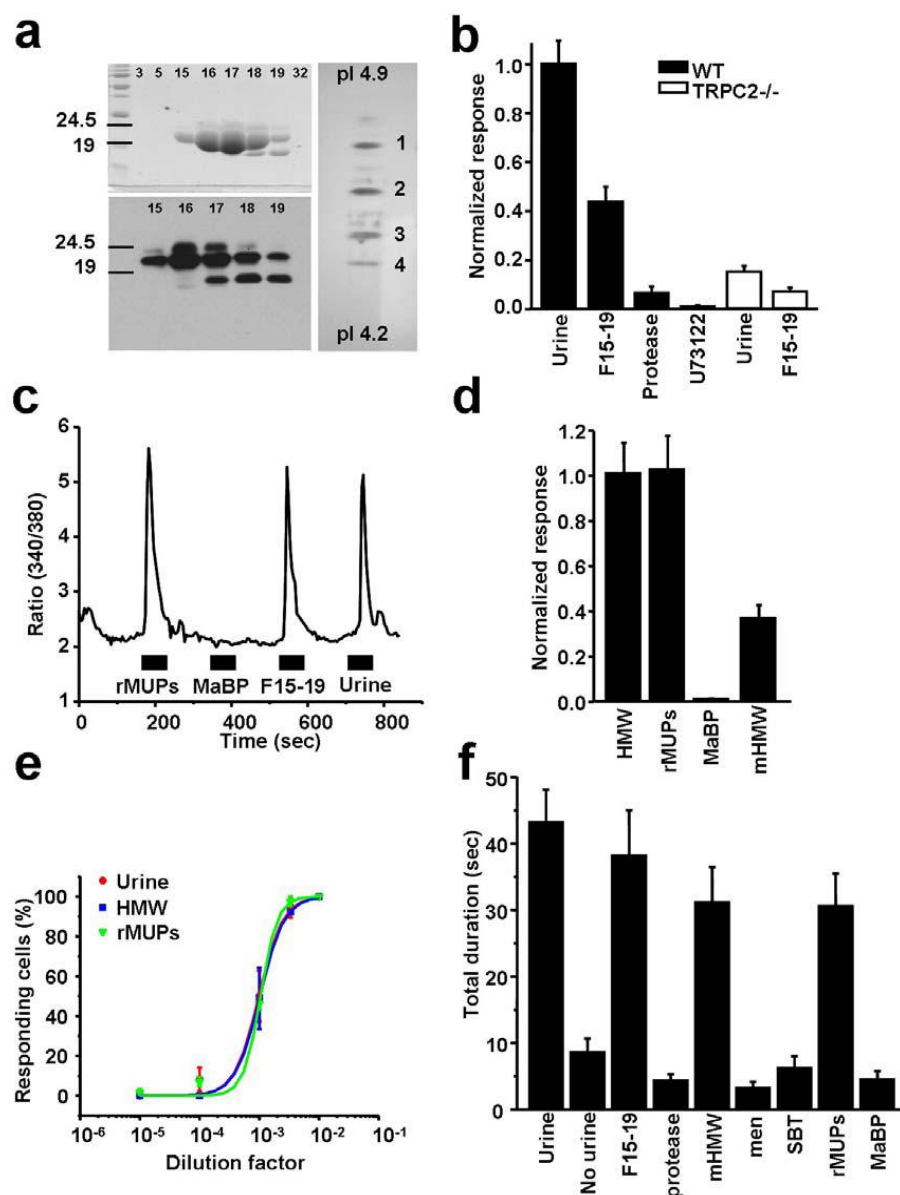 a
3 5 15 16 17 18 19 32
24.5
19
15 16 17 18 19
24.5
19
pI 4.9
1
2
3
4
pI 4.2
b
WT
TRPC2-/-
Normalized response
1.0
0.8
0.6
0.4
0.2
0.0
Urine
F15-19
Protease
U73122
Urine
F15-19
c
Ratio (340/380)
6
5
4
3
2
1
rMUPs MaBP F15-19 Urine
0 200 400 600 800
Time (sec)
d
Normalized response
1.2
1.0
0.8
0.6
0.4
0.2
0.0
HMW
rMUPs
MaBP
mHMW
e
Urine
HMW
rMUPs
Responding cells (%)
100
80
60
40
20
0
10-6 10-5 10-4 10-3 10-2 10-1
Dilution factor
f
Total duration (sec)
50
40
30
20
10
0
Urine
No urine
F15-19
protease
mHMW
men
SBT
rMUPs
MaBP